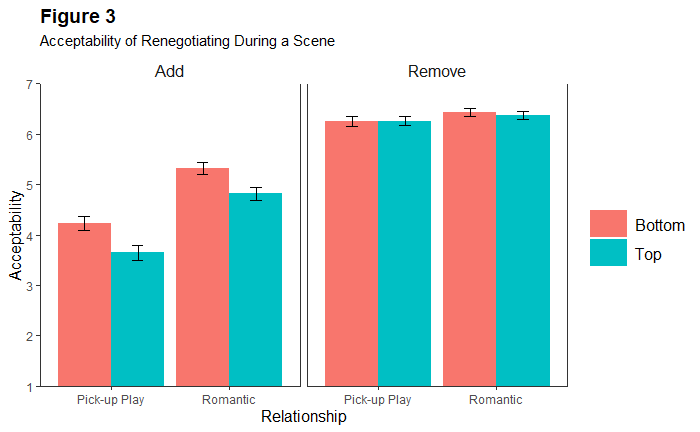 Figure 3
Acceptability of Renegotiating During a Scene
Add
Remove
Acceptability
7
6
5
4
3
2
1
Pick-up Play
Romantic
Pick-up Play
Romantic
Relationship
Bottom
Top